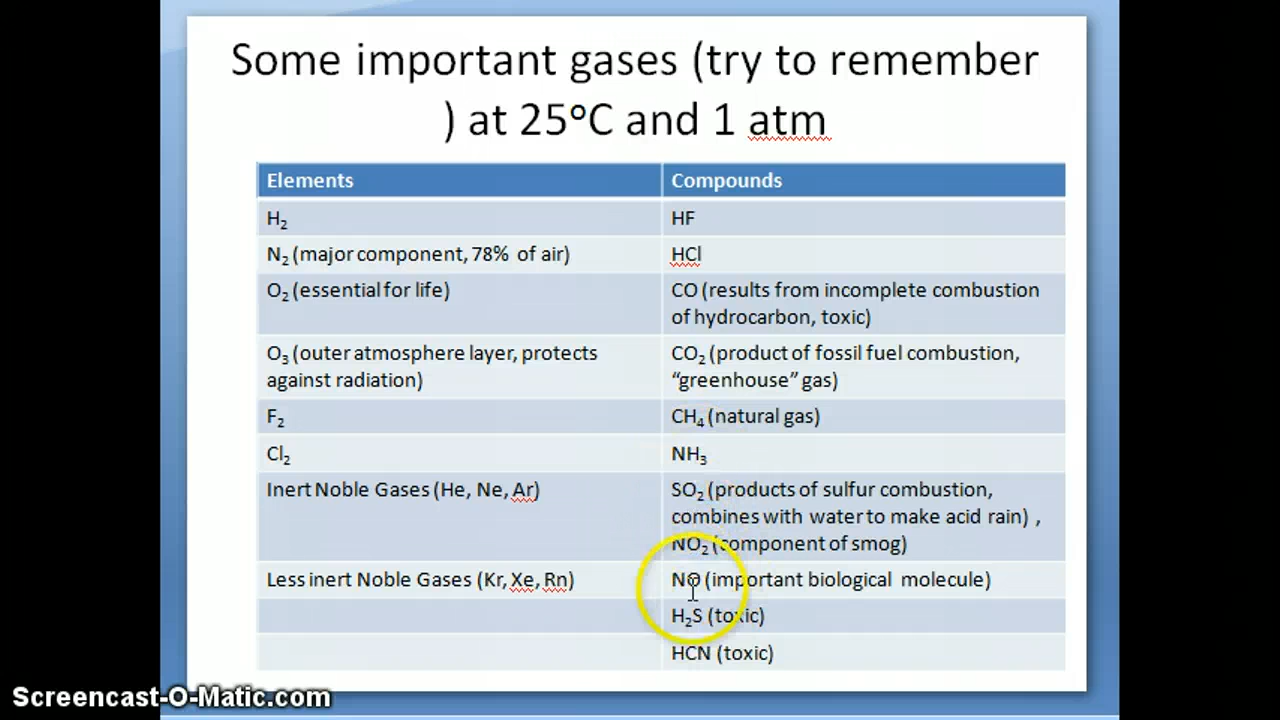 Some important gases (try to remember
) at 25°C and 1 atm
Elements
Compounds
H₂
HF
N₂ (major component, 78% of air)
HCl
O₂ (essential for life)
CO (results from incomplete combustion
of hydrocarbon, toxic)
O₃ (outer atmosphere layer, protects
against radiation)
CO₂ (product of fossil fuel combustion,
“greenhouse” gas)
F₂
CH₄ (natural gas)
Cl₂
NH₃
Inert Noble Gases (He, Ne, Ar)
SO₂ (products of sulfur combustion,
combines with water to make acid rain) ,
NO₂ (component of smog)
Less inert Noble Gases (Kr, Xe, Rn)
NO (important biological molecule)
H₂S (toxic)
HCN (toxic)
Screencast-O-Matic.com